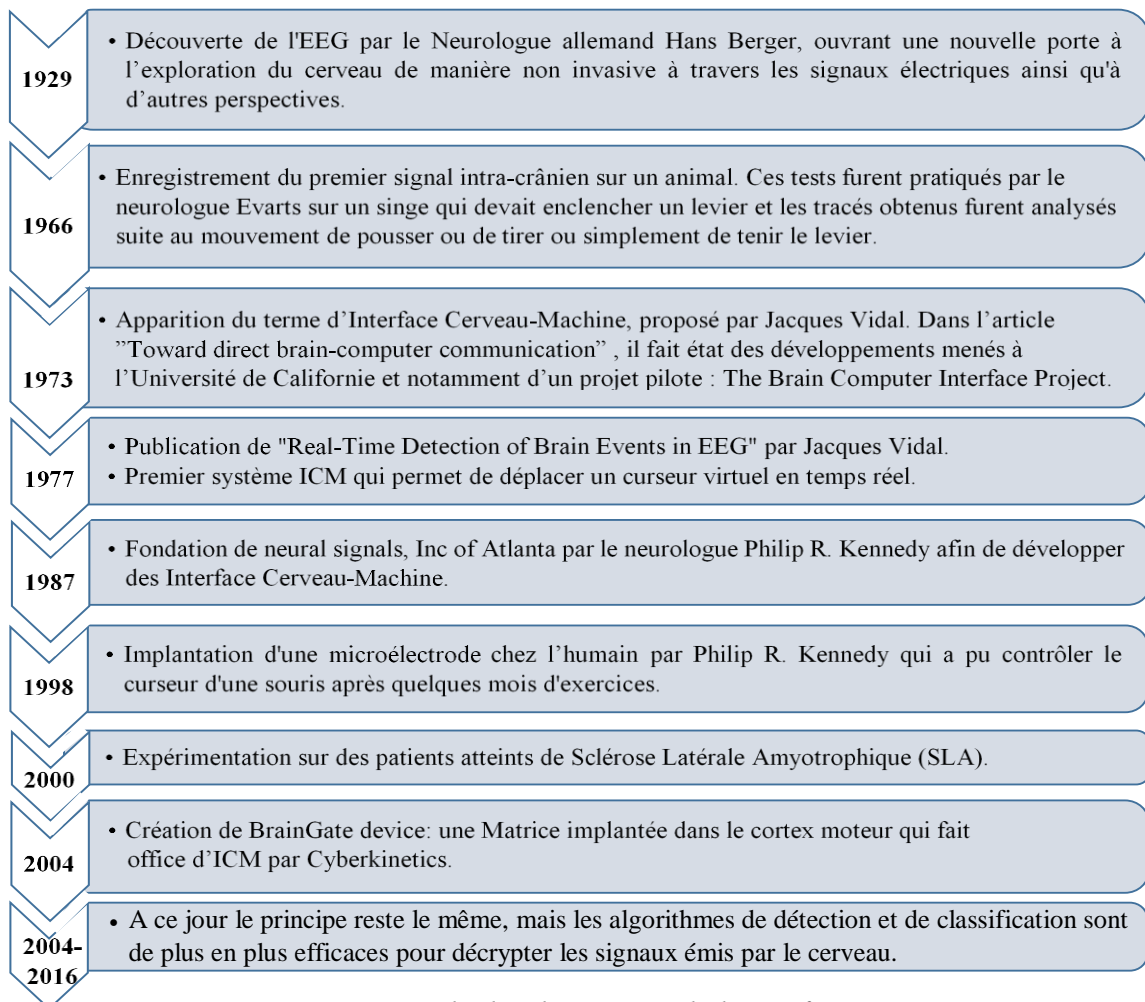 1929
• Découverte de l'EEG par le Neurologue allemand Hans Berger, ouvrant une nouvelle porte à
l'exploration du cerveau de manière non invasive à travers les signaux électriques ainsi qu'à
d'autres perspectives.
1966
• Enregistrement du premier signal intra-crânien sur un animal. Ces tests furent pratiqués par le
neurologue Evarts sur un singe qui devait enclencher un levier et les tracés obtenus furent analysés
suite au mouvement de pousser ou de tirer ou simplement de tenir le levier.
1973
• Apparition du terme d'Interface Cerveau-Machine, proposé par Jacques Vidal. Dans l'article
”Toward direct brain-computer communication” , il fait état des développements menés à
l'Université de Californie et notamment d'un projet pilote : The Brain Computer Interface Project.
1977
• Publication de "Real-Time Detection of Brain Events in EEG" par Jacques Vidal.
• Premier système ICM qui permet de déplacer un curseur virtuel en temps réel.
1987
• Fondation de neural signals, Inc of Atlanta par le neurologue Philip R. Kennedy afin de développer
des Interface Cerveau-Machine.
1998
• Implantation d'une microélectrode chez l'humain par Philip R. Kennedy qui a pu contrôler le
curseur d'une souris après quelques mois d'exercices.
2000
• Expérimentation sur des patients atteints de Sclérose Latérale Amyotrophique (SLA).
2004
• Création de BrainGate device: une Matrice implantée dans le cortex moteur qui fait
office d'ICM par Cyberkinetics.
2004-
2016
• A ce jour le principe reste le même, mais les algorithmes de détection et de classification sont
de plus en plus efficaces pour décrypter les signaux émis par le cerveau.